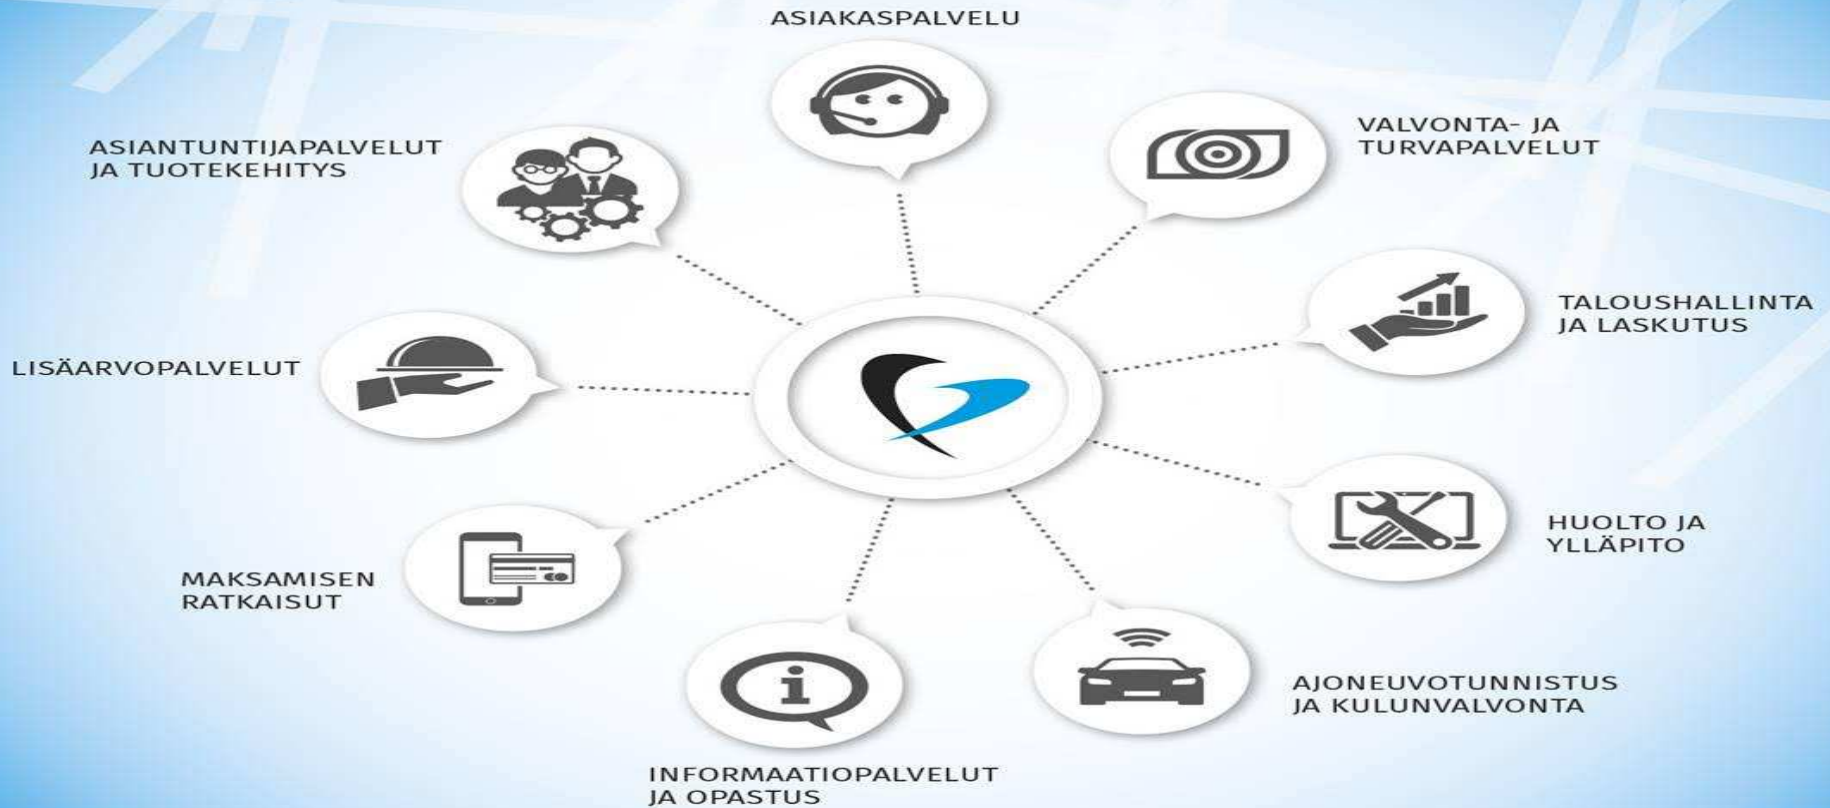 ASIAKASPALVELU
VALVONTA- JA
TURVAPALVELUT
TALOUSHALLINTA
JA LASKUTUS
HUOLTO JA
YLLÄPITO
AJONEUVOTUNNISTUS
JA KULUNVALVONTA
INFORMAATIOPALVELUT
JA OPASTUS
MAKSAMISEN
RATKAISUT
LISÄARVOPALVELUT
ASIANTUNTIJAPALVELUT
JA TUOTEKEHITYS